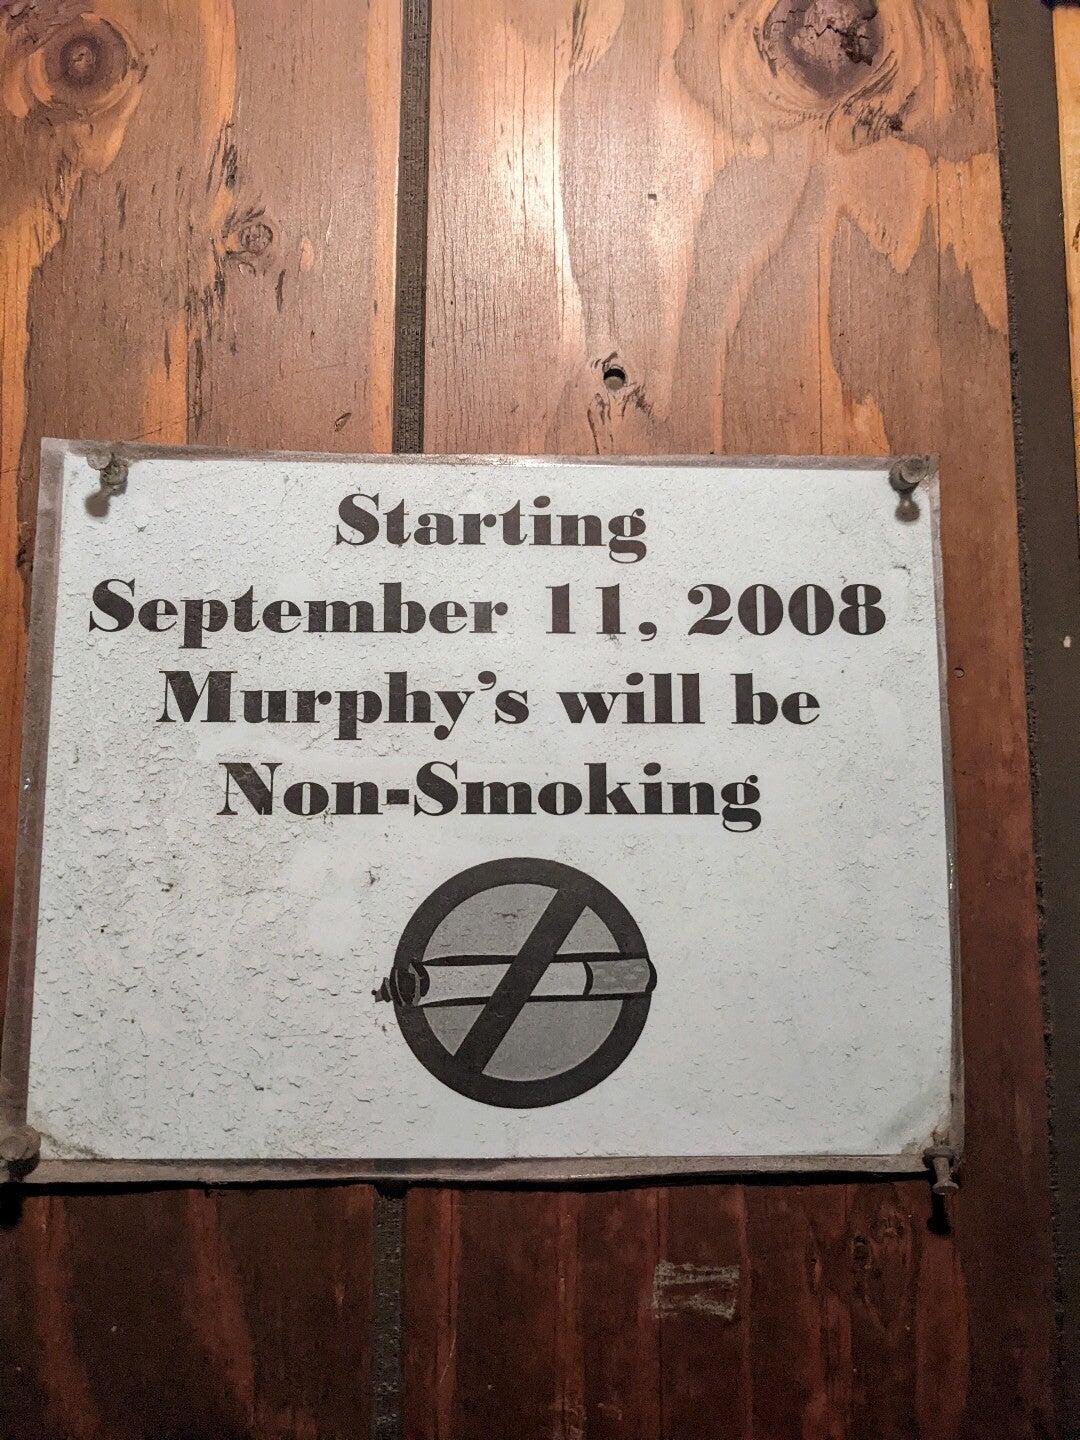 Starting
September 11, 2008
Murphy's will be
Non-Smoking